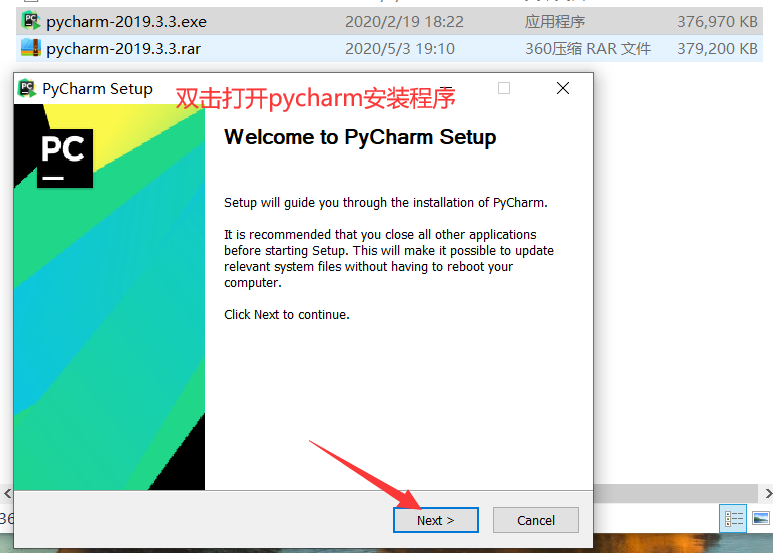 pycharm-2019.3.3.exe 2020/2/19 18:22 应用程序 376,970 KB
pycharm-2019.3.3.rar 2020/5/3 19:10 360压缩 RAR 文件 379,200 KB
PyCharm Setup
双击打开pycharm安装程序
PC
Welcome to PyCharm Setup
Setup will guide you through the installation of PyCharm.
It is recommended that you close all other applications
before starting Setup. This will make it possible to update
relevant system files without having to reboot your
computer.
Click Next to continue.
Next >
Cancel